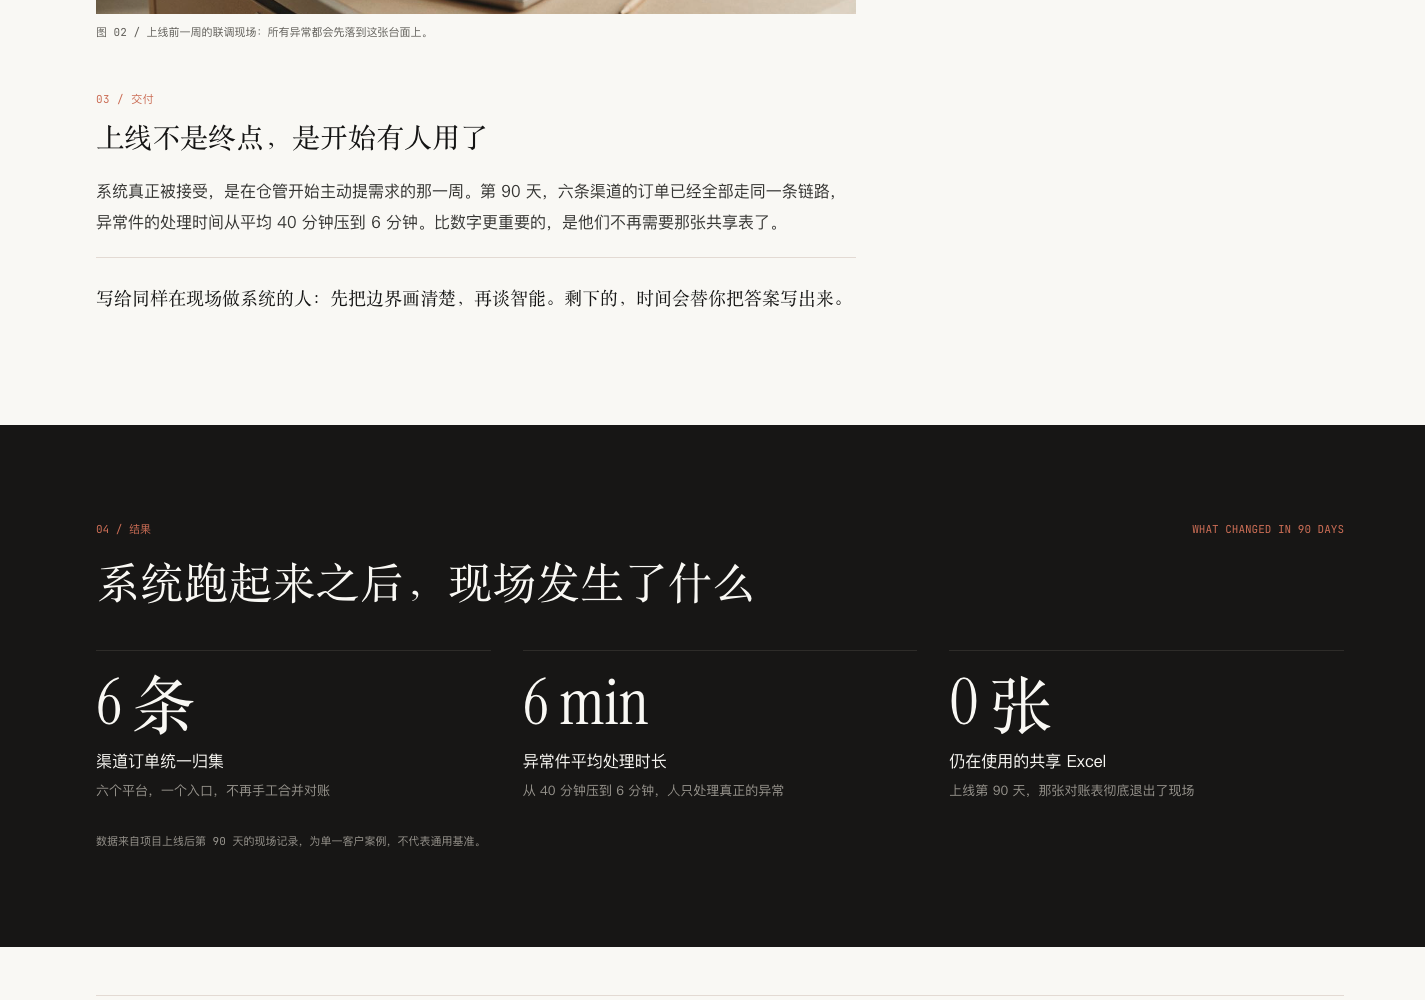 图 02 / 上线前一周的联调现场：所有异常都会先落到这张台面上。
03 / 交付
上线不是终点，是开始有人用了
系统真正被接受，是在仓管开始主动提需求的那一周。第 90 天，六条渠道的订单已经全部走同一条链路，
异常件的处理时间从平均 40 分钟压到 6 分钟。比数字更重要的，是他们不再需要那张共享表了。
写给同样在现场做系统的人：先把边界画清楚，再谈智能。剩下的，时间会替你把答案写出来。
04 / 结果
WHAT CHANGED IN 90 DAYS
系统跑起来之后，现场发生了什么
6 条
渠道订单统一归集
六个平台，一个入口，不再手工合并对账
6 min
异常件平均处理时长
从 40 分钟压到 6 分钟，人只处理真正的异常
0 张
仍在使用的共享 Excel
上线第 90 天，那张对账表彻底退出了现场
数据来自项目上线后第 90 天的现场记录，为单一客户案例，不代表通用基准。